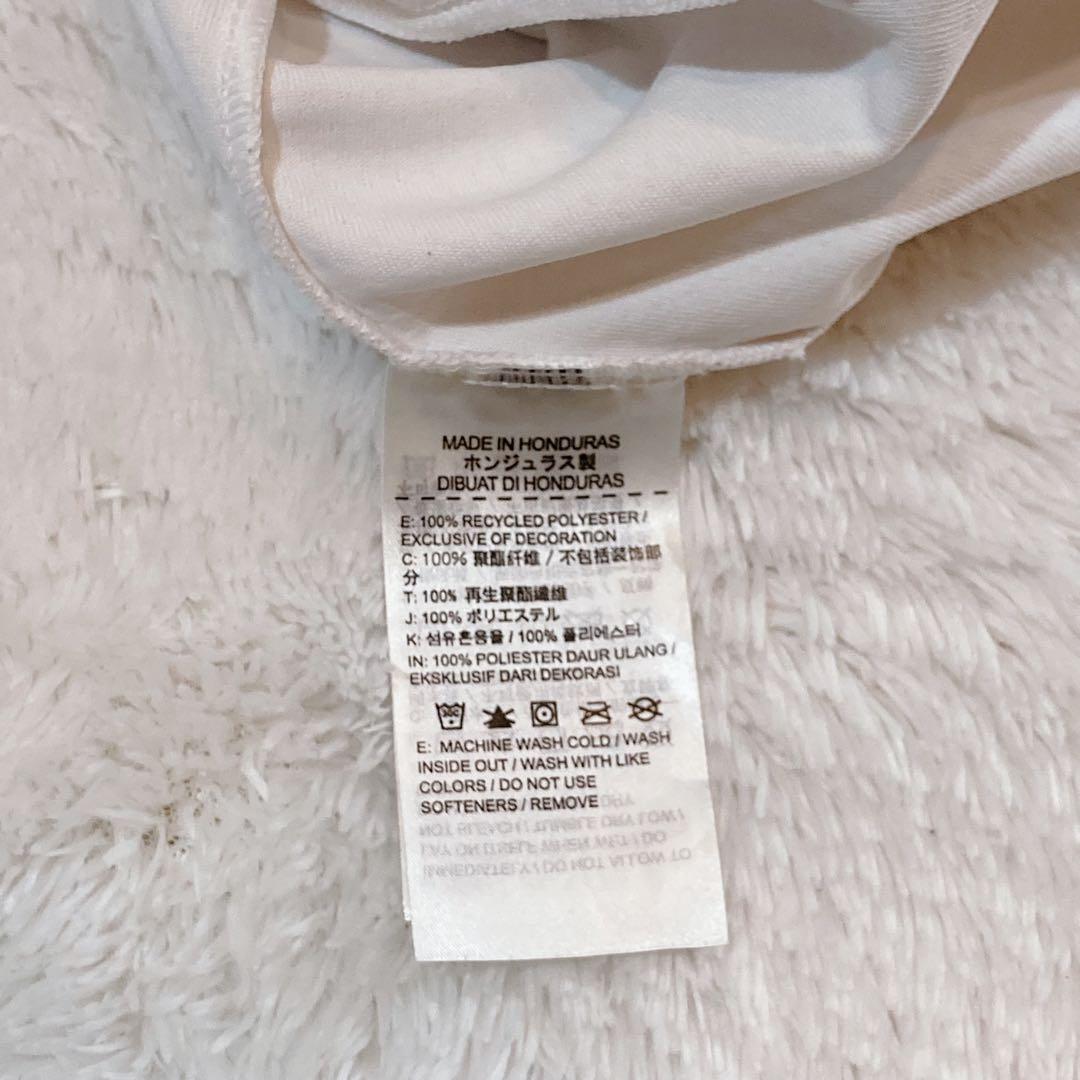 MADE IN HONDURAS
ホンジュラス製
DIBUAT DI HONDURAS
E: 100% RECYCLED POLYESTER /
EXCLUSIVE OF DECORATION
C: 100% 聚酯纤维 / 不包括装饰部
分
T: 100% 再生聚酯纖維
J: 100% ポリエステル
K: 섬유혼용율 / 100% 폴리에스터
IN: 100% POLIESTER DAUR ULANG /
EKSKLUSIF DARI DEKORASI
30C
E: MACHINE WASH COLD / WASH
INSIDE OUT / WASH WITH LIKE
COLORS / DO NOT USE
SOFTENERS / REMOVE